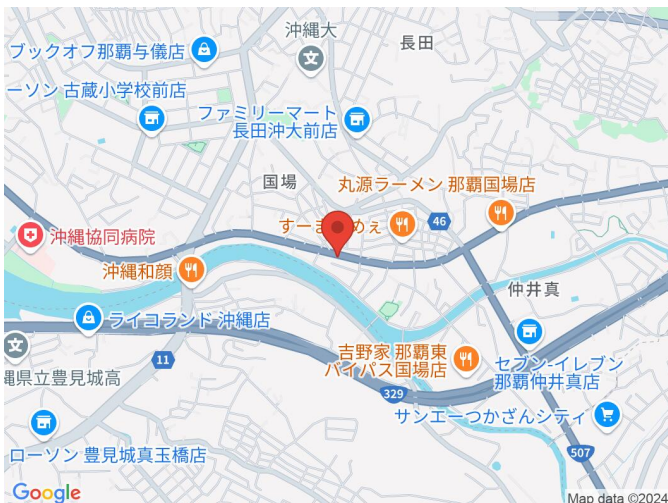 沖縄大
長田
ブックオフ那覇与儀店
ーソン 古蔵小学校前店
ファミリーマート
長田沖大前店
国場
丸源ラーメン 那覇国場店
46
沖縄協同病院
沖縄和顔
仲井真
ライコランド 沖縄店
吉野家 那覇東
バイパス国場店
セブン-イレブン
那覇仲井真店
11
縄県立豊見城高
329
サンエーつかざんシティ
ローソン 豊見城真玉橋店
507
Google
Map data ©2024